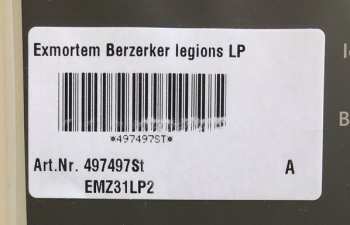 Exmortem Berzerker legions LP
*497497ST*
Art.Nr. 497497St A
EMZ31LP2